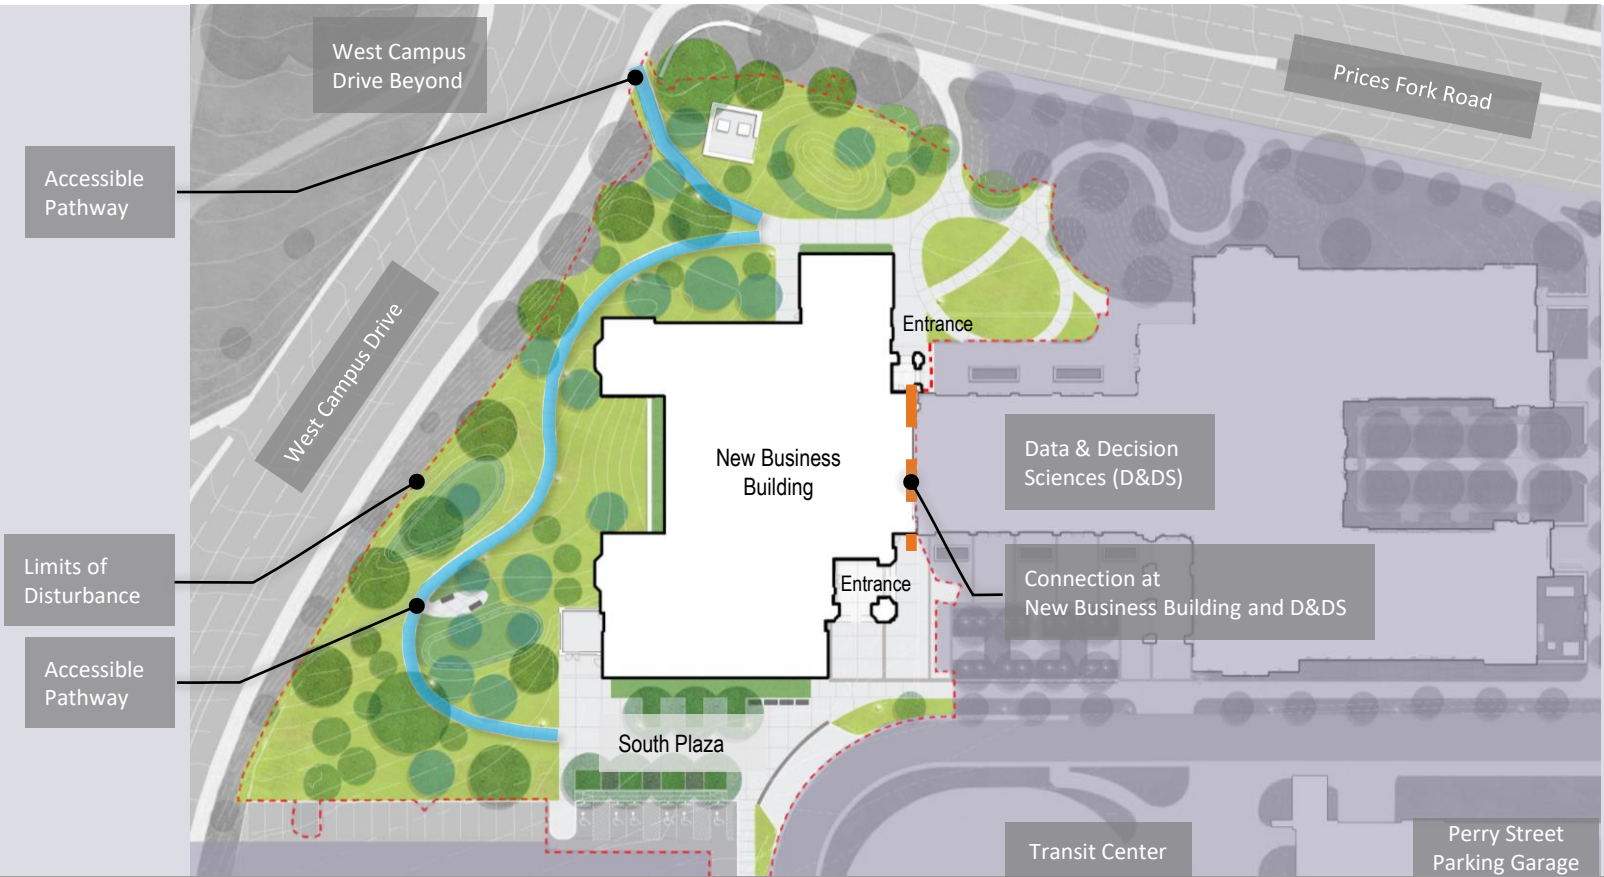 West Campus
Drive Beyond
Prices Fork Road
Accessible
Pathway
West Campus Drive
Entrance
New Business
Building
Data & Decision
Sciences (D&DS)
Limits of
Disturbance
Entrance
Connection at
New Business Building and D&DS
Accessible
Pathway
South Plaza
Transit Center
Perry Street
Parking Garage